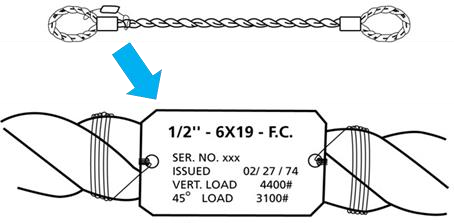 1/2'' - 6X19 - F.C.
SER. NO. xxx
ISSUED 02/ 27 / 74
VERT. LOAD 4400#
45° LOAD 3100#